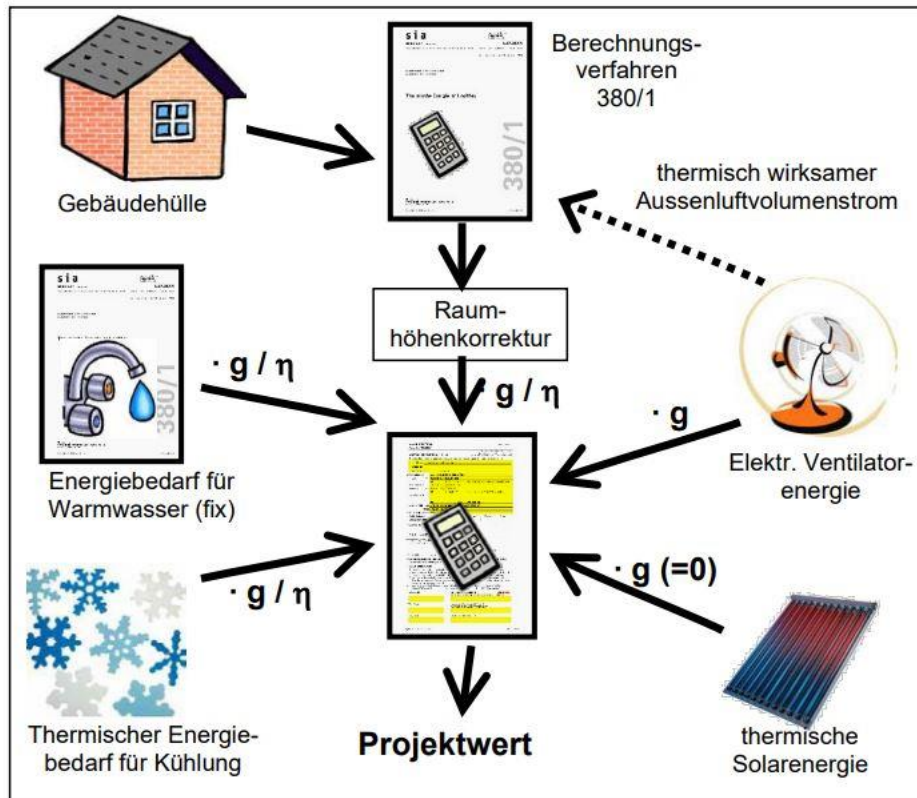 sia
Berechnungs-
verfahren
380/1
380/1
Gebäudehülle
thermisch wirksamer
Aussenluftvolumenstrom
sia
Raum-
höhenkorrektur
380/1
· g / η
· g / η
· g
Energiebedarf für
Warmwasser (fix)
Elektr. Ventilator-
energie
· g / η
· g (=0)
Thermischer Energie-
bedarf für Kühlung
Projektwert
thermische
Solarenergie